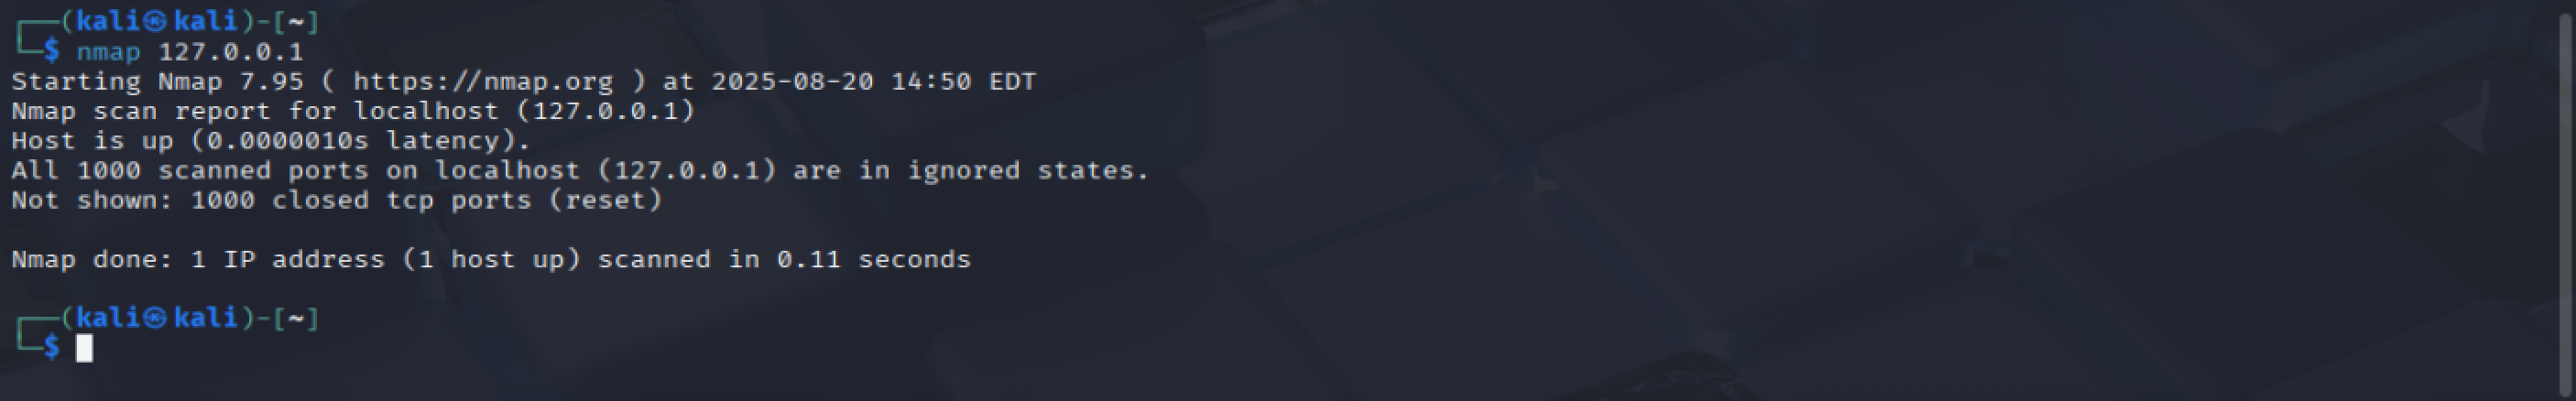 ┌──(kali㉿kali)-[~]
└─$ nmap 127.0.0.1
Starting Nmap 7.95 ( https://nmap.org ) at 2025-08-20 14:50 EDT
Nmap scan report for localhost (127.0.0.1)
Host is up (0.0000010s latency).
All 1000 scanned ports on localhost (127.0.0.1) are in ignored states.
Not shown: 1000 closed tcp ports (reset)

Nmap done: 1 IP address (1 host up) scanned in 0.11 seconds

┌──(kali㉿kali)-[~]
└─$